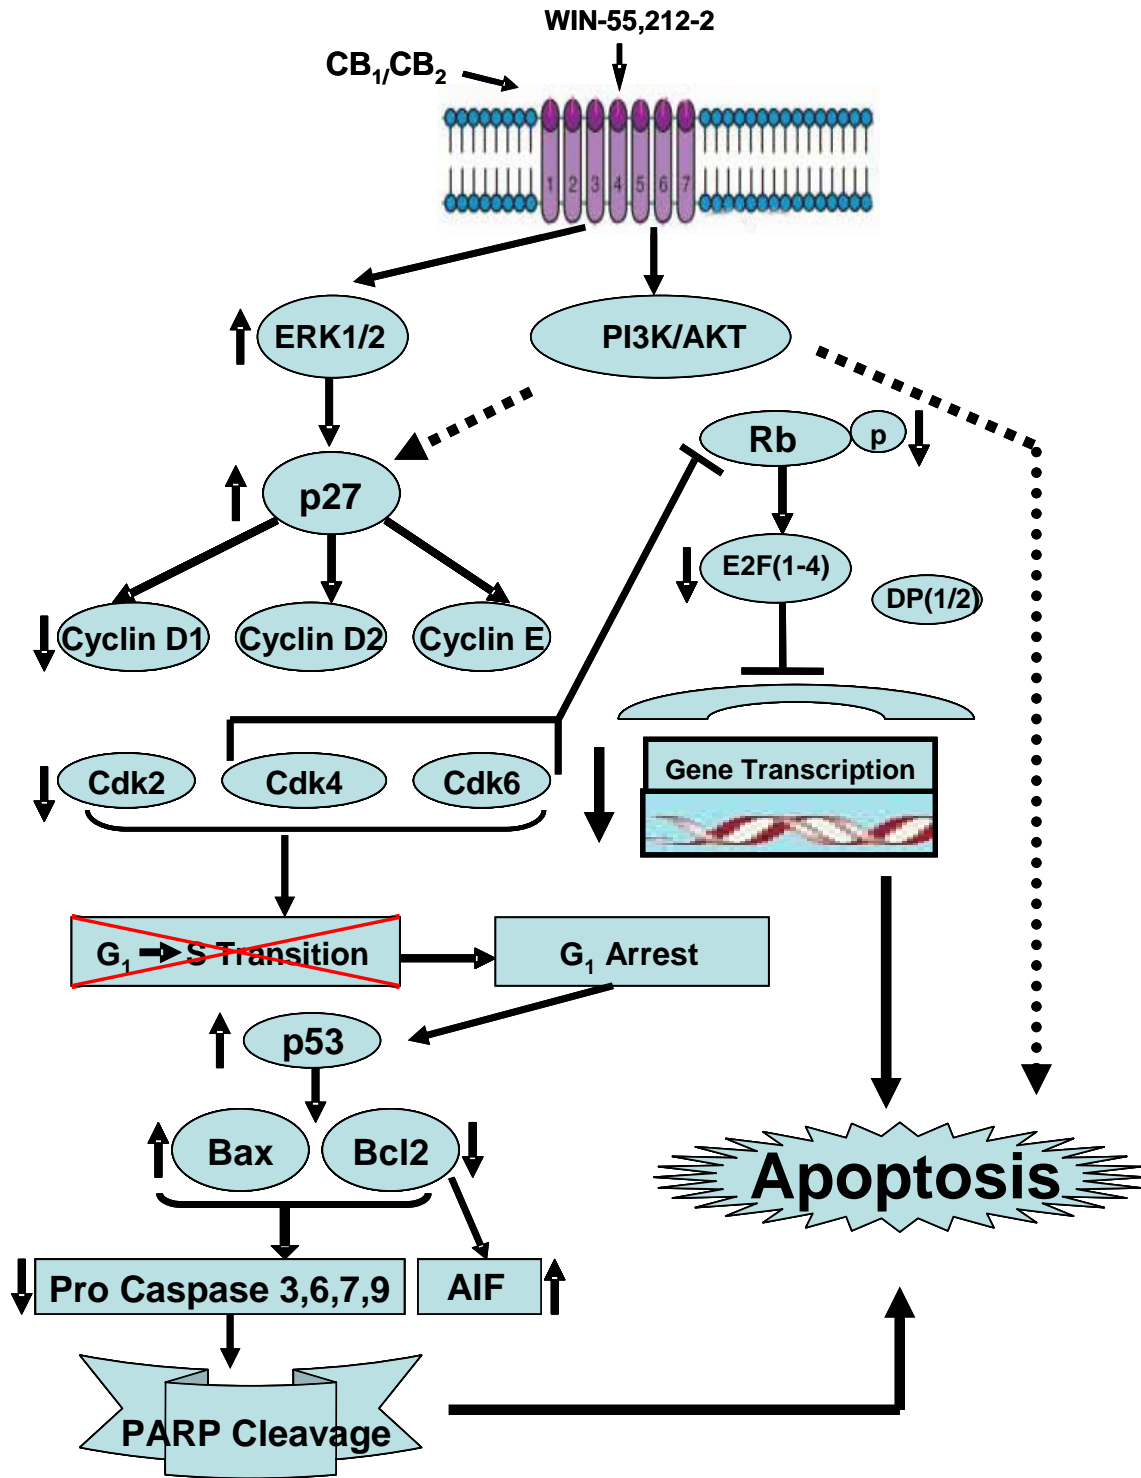 WIN-55,212-2
CB1/CB2
1 2 3 4 5 6 7
ERK1/2
PI3K/AKT
Rb
p
p27
E2F(1-4)
DP(1/2)
Cyclin D1
Cyclin D2
Cyclin E
Cdk2
Cdk4
Cdk6
Gene Transcription
G1 S Transition
G1 Arrest
p53
Bax
Bcl2
Apoptosis
Pro Caspase 3,6,7,9
AIF
PARP Cleavage